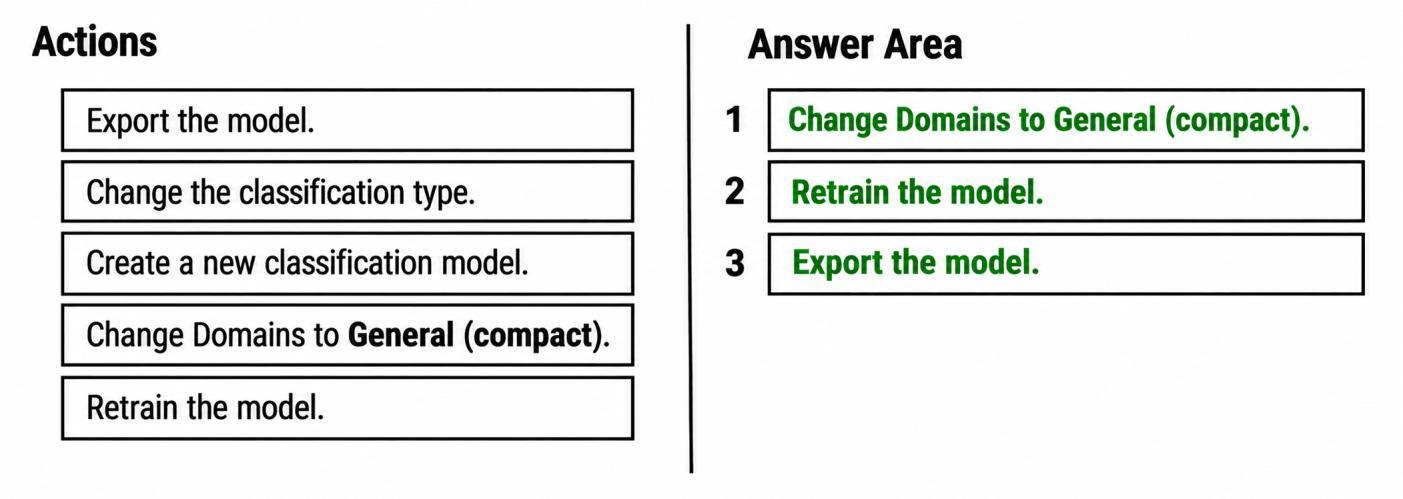 Actions
Export the model.
Change the classification type.
Create a new classification model.
Change Domains to General (compact).
Retrain the model.
Answer Area
1 Change Domains to General (compact).
2 Retrain the model.
3 Export the model.